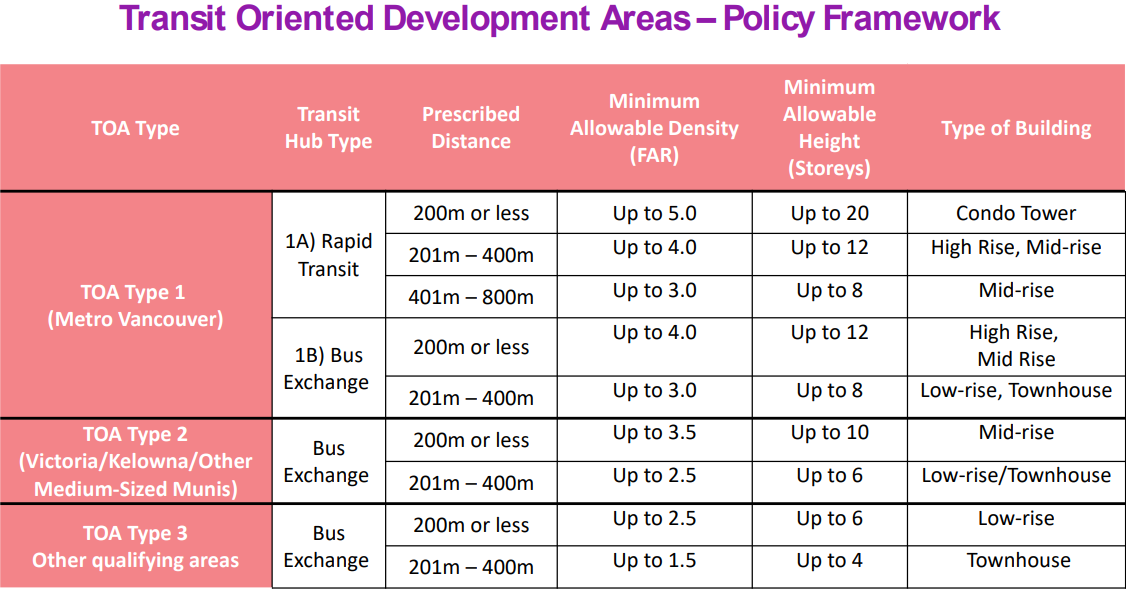 Transit Oriented Development Areas – Policy Framework
TOA Type
Transit
Hub Type
Prescribed
Distance
Minimum
Allowable Density
(FAR)
Minimum
Allowable
Height
(Storeys)
Type of Building
TOA Type 1
(Metro Vancouver)
1A) Rapid
Transit
200m or less
Up to 5.0
Up to 20
Condo Tower
201m – 400m
Up to 4.0
Up to 12
High Rise, Mid-rise
401m – 800m
Up to 3.0
Up to 8
Mid-rise
1B) Bus
Exchange
200m or less
Up to 4.0
Up to 12
High Rise,
Mid Rise
201m – 400m
Up to 3.0
Up to 8
Low-rise, Townhouse
TOA Type 2
(Victoria/Kelowna/Other
Medium-Sized Munis)
Bus
Exchange
200m or less
Up to 3.5
Up to 10
Mid-rise
201m – 400m
Up to 2.5
Up to 6
Low-rise/Townhouse
TOA Type 3
Other qualifying areas
Bus
Exchange
200m or less
Up to 2.5
Up to 6
Low-rise
201m – 400m
Up to 1.5
Up to 4
Townhouse